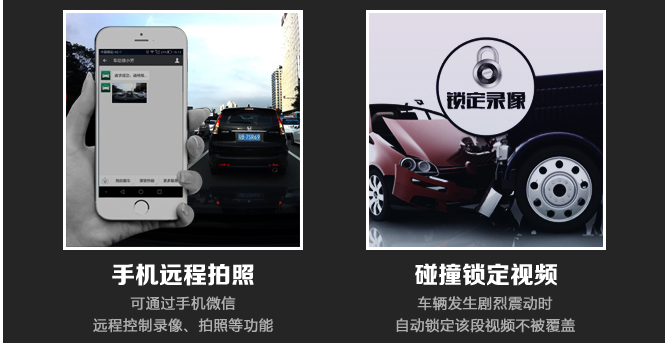 锁定录像
手机远程拍照
可通过手机微信
远程控制录像、拍照等功能
碰撞锁定视频
车辆发生剧烈震动时
自动锁定该段视频不被覆盖